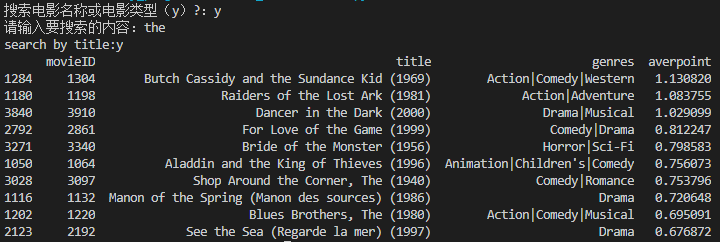 搜索电影名称或电影类型（y）?: y
请输入要搜索的内容：the
search by title:y
movieID title genres averpoint
1284 1304 Butch Cassidy and the Sundance Kid (1969) Action|Comedy|Western 1.130820
1180 1198 Raiders of the Lost Ark (1981) Action|Adventure 1.083755
3840 3910 Dancer in the Dark (2000) Drama|Musical 1.029099
2792 2861 For Love of the Game (1999) Comedy|Drama 0.812247
3271 3340 Bride of the Monster (1956) Horror|Sci-Fi 0.798583
1050 1064 Aladdin and the King of Thieves (1996) Animation|Children's|Comedy 0.756073
3028 3097 Shop Around the Corner, The (1940) Comedy|Romance 0.753796
1116 1132 Manon of the Spring (Manon des sources) (1986) Drama 0.720648
1202 1220 Blues Brothers, The (1980) Action|Comedy|Musical 0.695091
2123 2192 See the Sea (Regarde la mer) (1997) Drama 0.676872